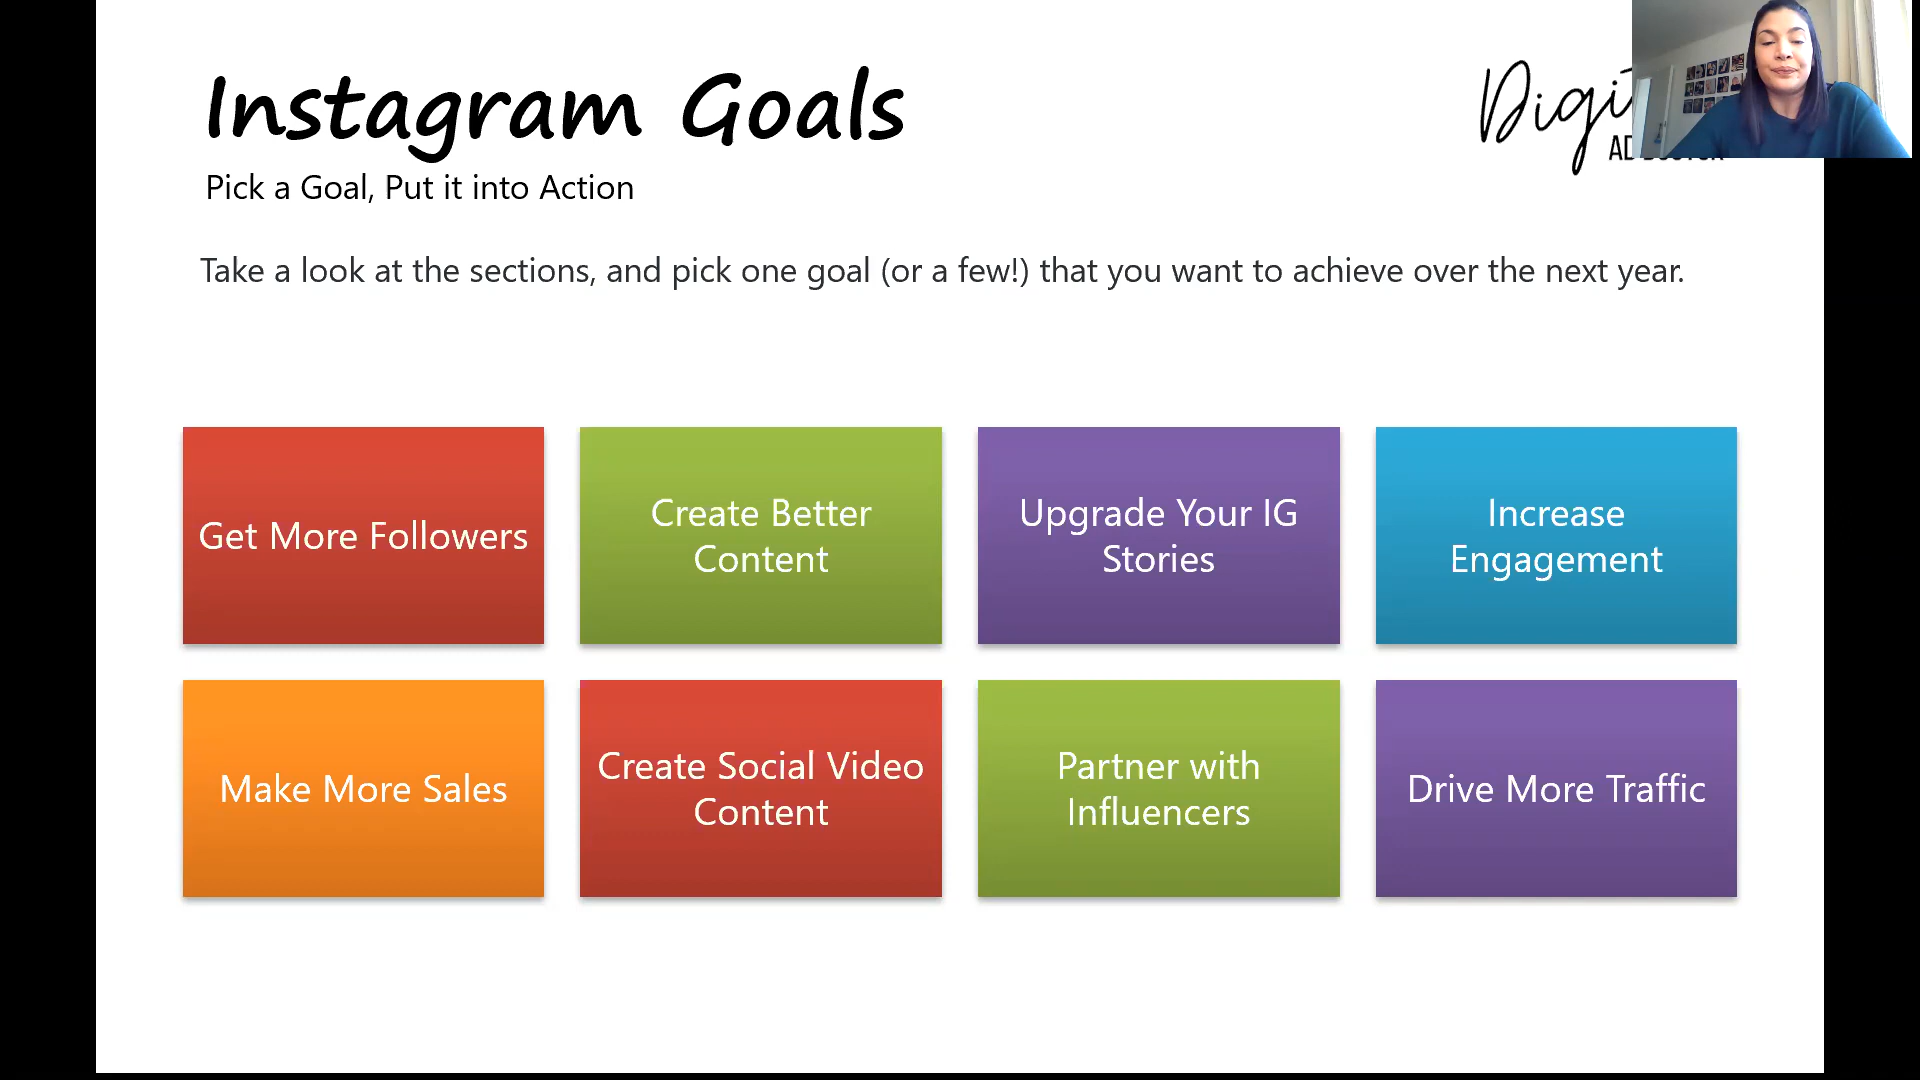 Instagram Goals
Pick a Goal, Put it into Action
Take a look at the sections, and pick one goal (or a few!) that you want to achieve over the next year.
Get More Followers
Create Better
Content
Upgrade Your IG
Stories
Increase
Engagement
Make More Sales
Create Social Video
Content
Partner with
Influencers
Drive More Traffic